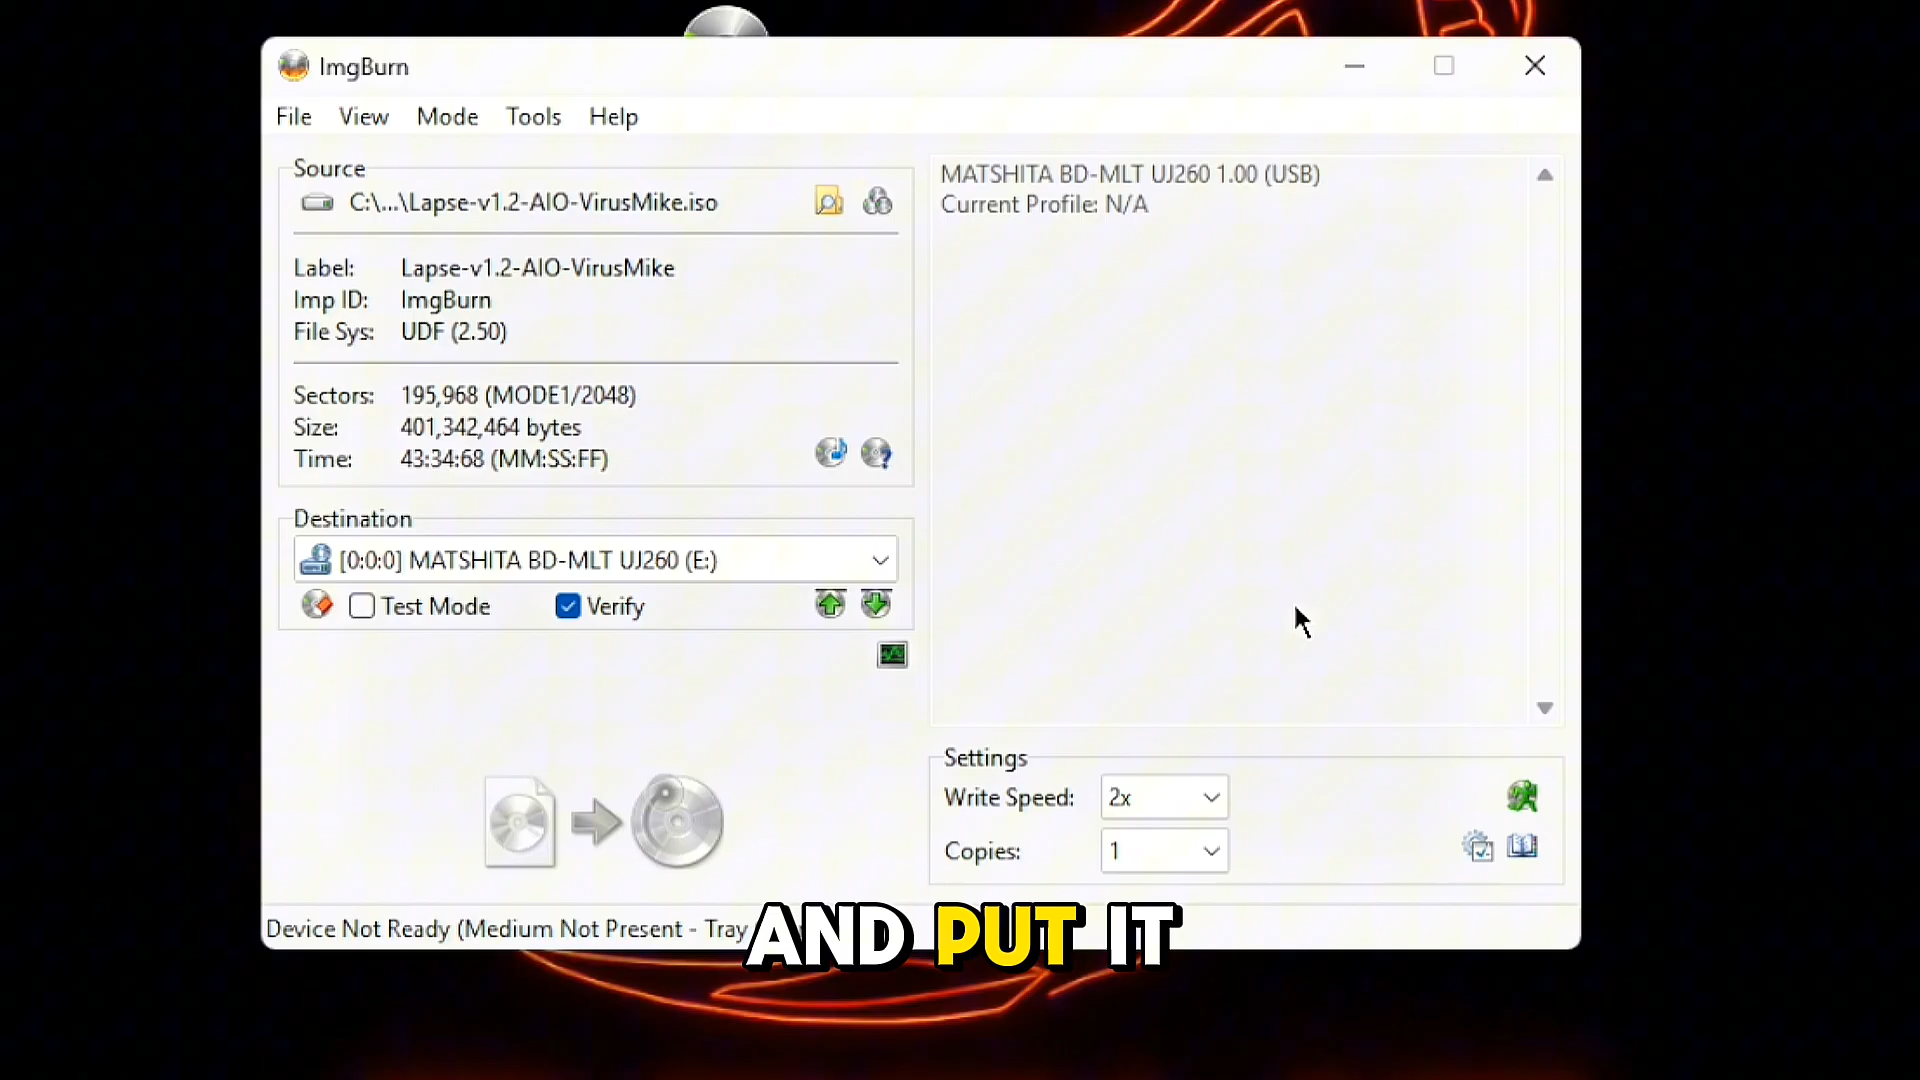 ImgBurn
File View Mode Tools Help
Source
C:\...\Lapse-v1.2-AIO-VirusMike.iso
Label: Lapse-v1.2-AIO-VirusMike
Imp ID: ImgBurn
File Sys: UDF (2.50)
Sectors: 195,968 (MODE1/2048)
Size: 401,342,464 bytes
Time: 43:34:68 (MM:SS:FF)
Destination
[0:0:0] MATSHITA BD-MLT UJ260 (E:)
Test Mode Verify
MATSHITA BD-MLT UJ260 1.00 (USB)
Current Profile: N/A
Settings
Write Speed: 2x
Copies: 1
Device Not Ready (Medium Not Present - Tray
AND PUT IT